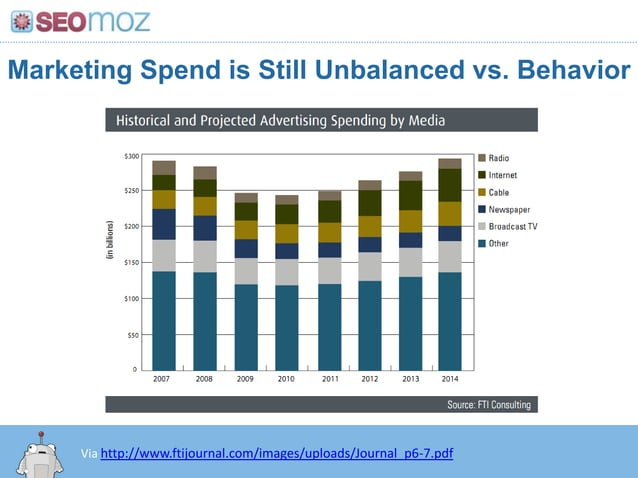 SEOmoz
Marketing Spend is Still Unbalanced vs. Behavior
Historical and Projected Advertising Spending by Media
$300
$250
$200
$150
$100
$50
0
(in billions)
2007 2008 2009 2010 2011 2012 2013 2014
Radio
Internet
Cable
Newspaper
Broadcast TV
Other
Source: FTI Consulting
Via http://www.ftijournal.com/images/uploads/Journal_p6-7.pdf